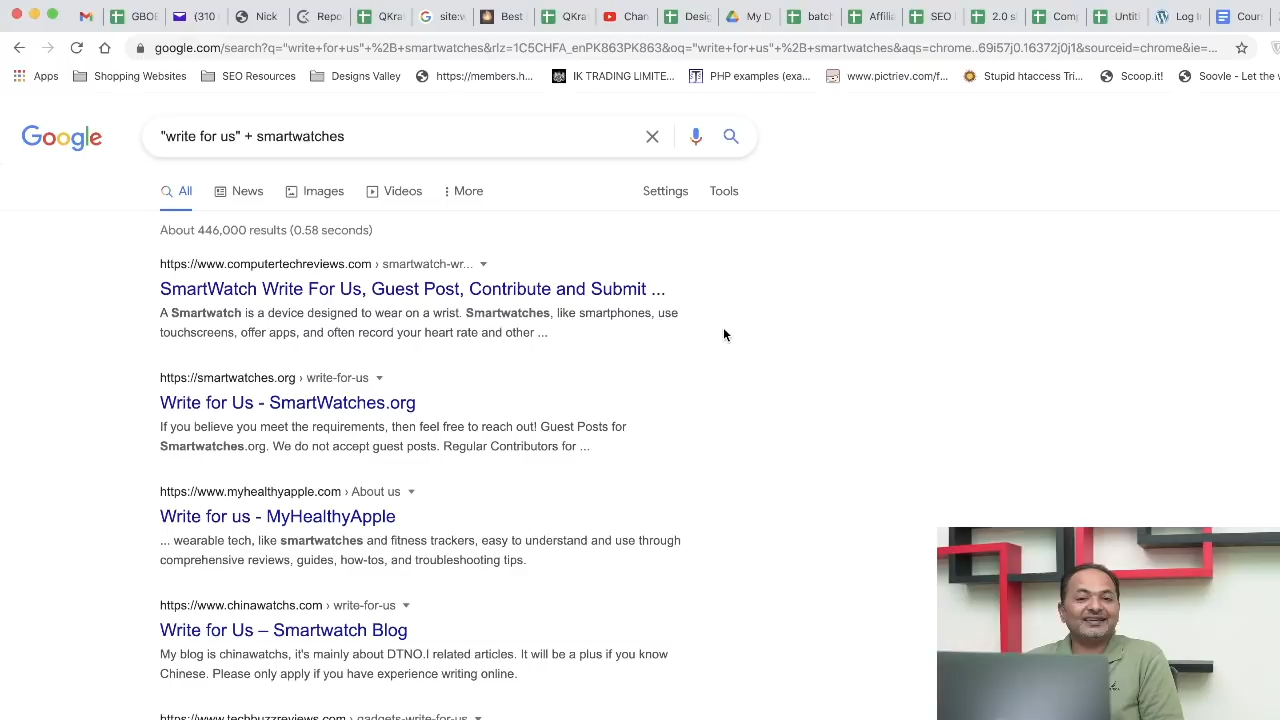 GBOB (310 Nick Repo QKra site:w Best QKra Chan Desig My D batch Affilia SEO 2.0 sl Comp Untit Log In Cour
google.com/search?q="write+for+us"+%2B+smartwatches&rlz=1C5CHFA_enPK863PK863&oq="write+for+us"+%2B+smartwatches&aqs=chrome..69i57j0.16372j0j1&sourceid=chrome&ie=...
Apps Shopping Websites SEO Resources Designs Valley https://members.h... IK TRADING LIMITE... PHP examples (exa... www.pictriev.com/f... Stupid htaccess Tri... Scoop.it! Soovle - Let the w
Google "write for us" + smartwatches
All News Images Videos More Settings Tools
About 446,000 results (0.58 seconds)
https://www.computertechreviews.com › smartwatch-wr...
SmartWatch Write For Us, Guest Post, Contribute and Submit ...
A Smartwatch is a device designed to wear on a wrist. Smartwatches, like smartphones, use
touchscreens, offer apps, and often record your heart rate and other ...
https://smartwatches.org › write-for-us
Write for Us - SmartWatches.org
If you believe you meet the requirements, then feel free to reach out! Guest Posts for
Smartwatches.org. We do not accept guest posts. Regular Contributors for ...
https://www.myhealthyapple.com › About us
Write for us - MyHealthyApple
... wearable tech, like smartwatches and fitness trackers, easy to understand and use through
comprehensive reviews, guides, how-tos, and troubleshooting tips.
https://www.chinawatchs.com › write-for-us
Write for Us – Smartwatch Blog
My blog is chinawatchs, it's mainly about DTNO.I related articles. It will be a plus if you know
Chinese. Please only apply if you have experience writing online.
https://www.techbuzzreviews.com › gadgets-write-for-us